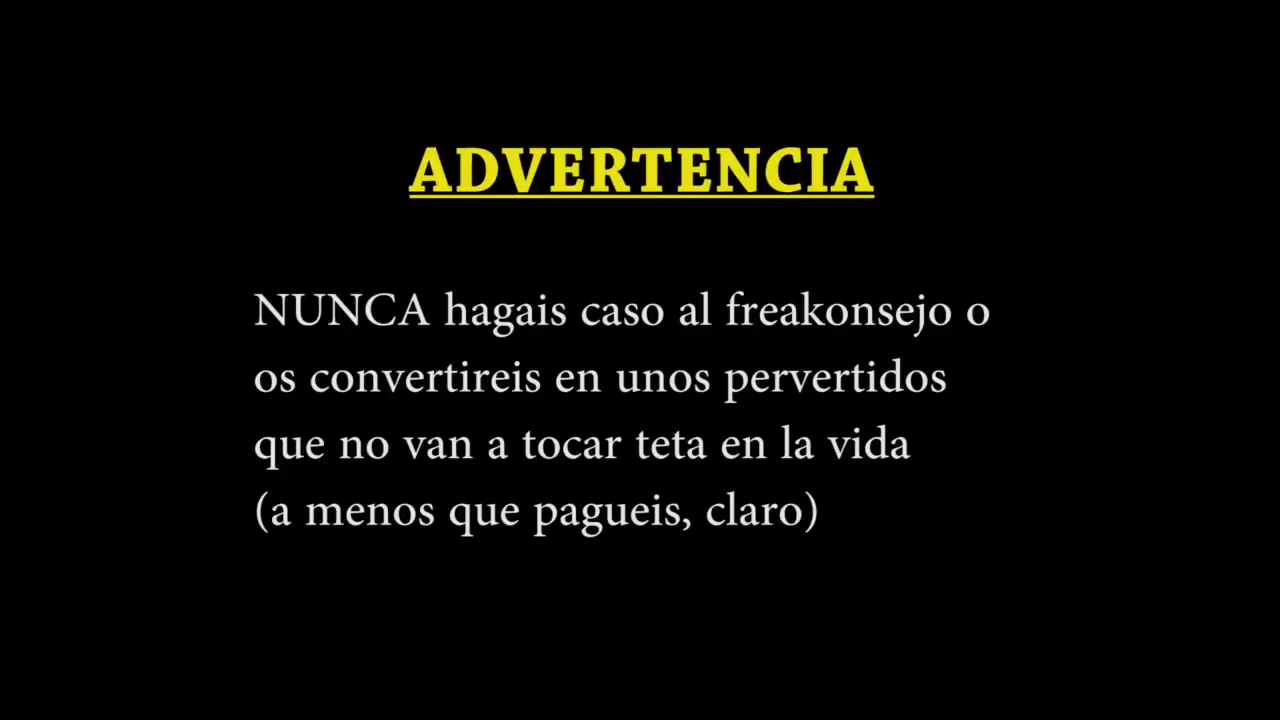 ADVERTENCIA
NUNCA hagais caso al freakonsejo o
os convertireis en unos pervertidos
que no van a tocar teta en la vida
(a menos que pagueis, claro)